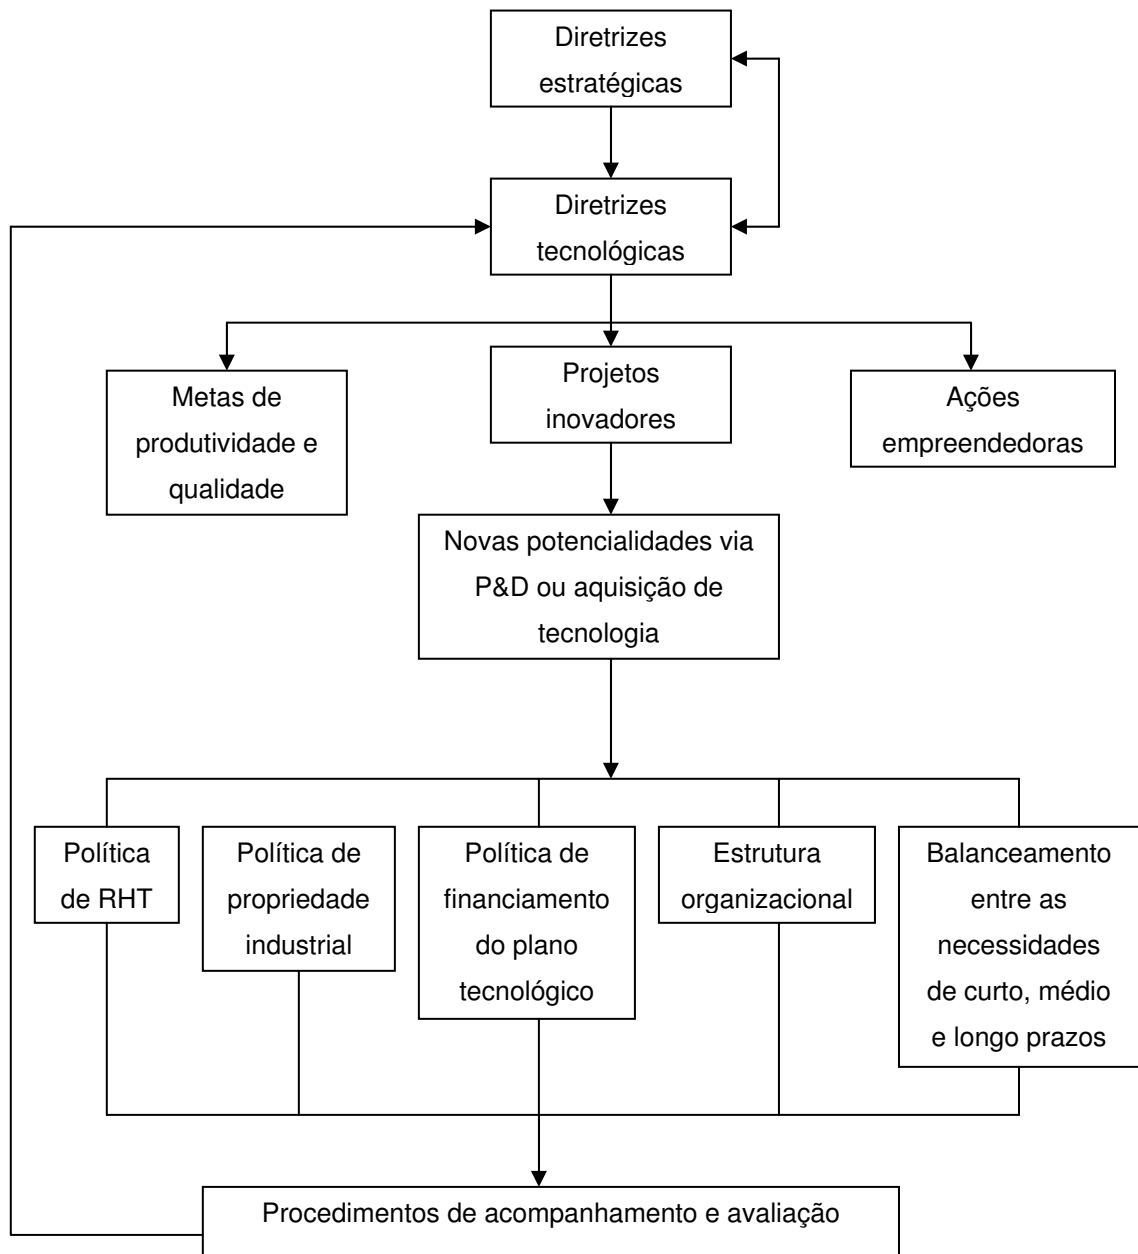 Diretrizes
estratégicas
Diretrizes
tecnológicas
Metas de
produtividade e
qualidade
Projetos
inovadores
Ações
empreendedoras
Novas potencialidades via
P&D ou aquisição de
tecnologia
Política
de RHT
Política de
propriedade
industrial
Política de
financiamento
do plano
tecnológico
Estrutura
organizacional
Balanceamento
entre as
necessidades
de curto, médio
e longo prazos
Procedimentos de acompanhamento e avaliação